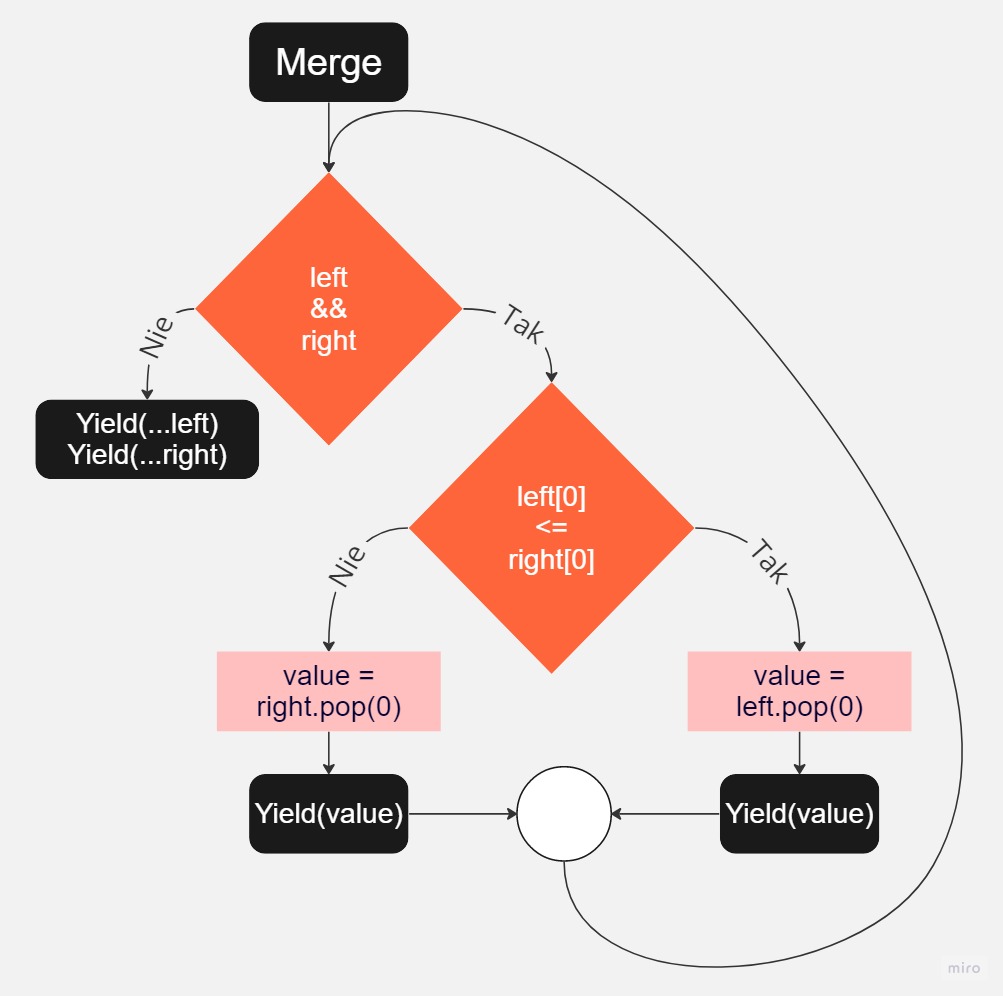 Merge
left
&&
right
Nie
Tak
Yield(...left)
Yield(...right)
left[0]
<=
right[0]
Nie
Tak
value =
right.pop(0)
value =
left.pop(0)
Yield(value)
Yield(value)
miro